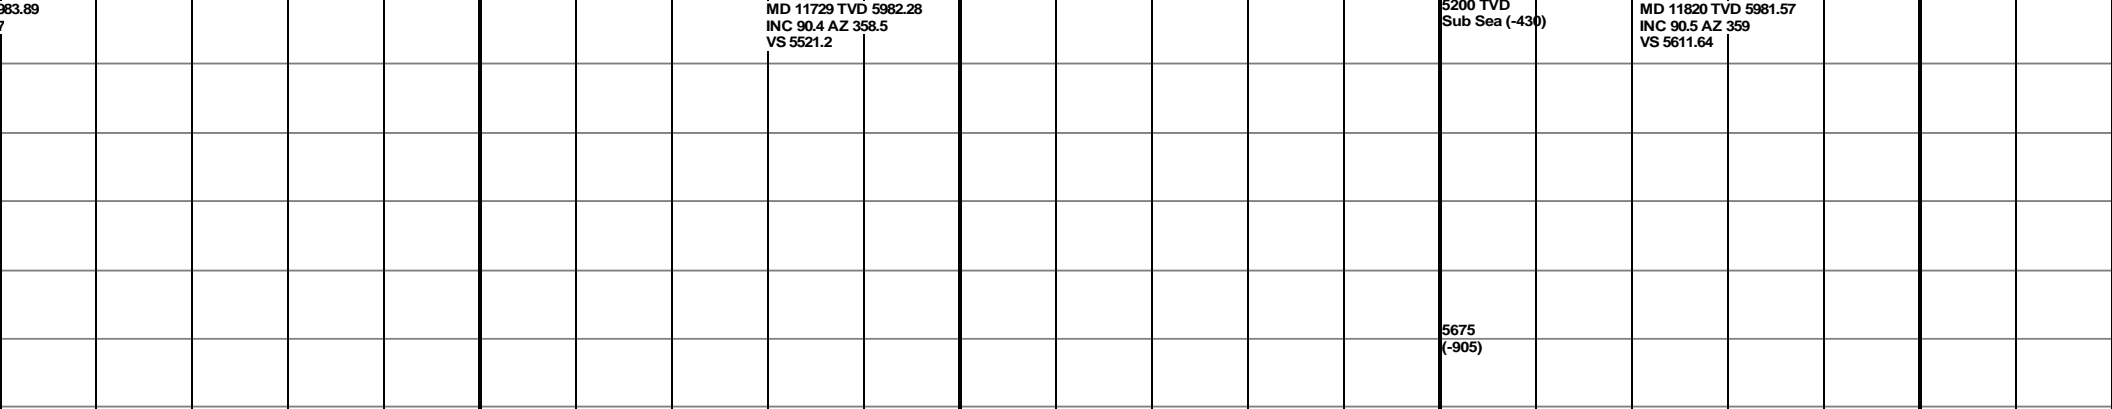 983.89
7
MD 11729 TVD 5982.28
INC 90.4 AZ 358.5
VS 5521.2
5200 TVD
Sub Sea (-430)
MD 11820 TVD 5981.57
INC 90.5 AZ 359
VS 5611.64
5675
(-905)